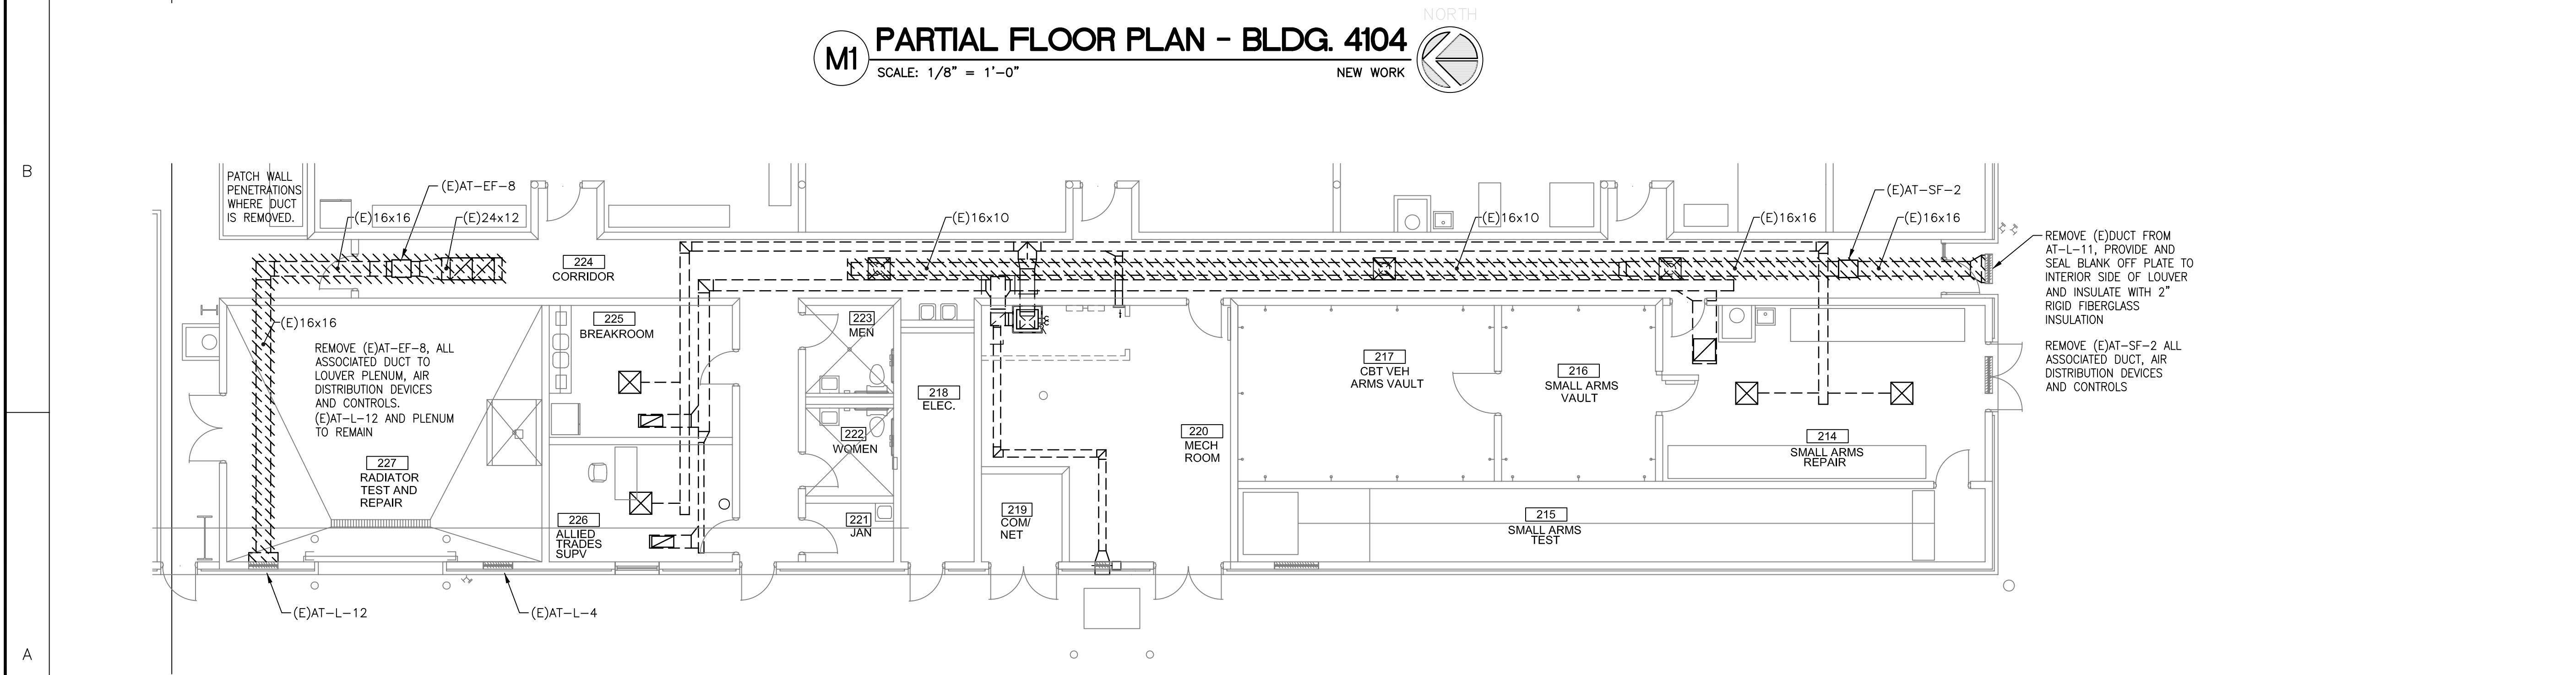 NORTH
M1
PARTIAL FLOOR PLAN - BLDG. 4104
SCALE: 1/8" = 1'-0"
NEW WORK
B
A
PATCH WALL
PENETRATIONS
WHERE DUCT
IS REMOVED.
(E)AT-EF-8
(E)16x16
(E)24x12
(E)16x10
(E)16x10
(E)16x16
(E)AT-SF-2
(E)16x16
REMOVE (E)DUCT FROM
AT-L-11, PROVIDE AND
SEAL BLANK OFF PLATE TO
INTERIOR SIDE OF LOUVER
AND INSULATE WITH 2"
RIGID FIBERGLASS
INSULATION
REMOVE (E)AT-SF-2 ALL
ASSOCIATED DUCT, AIR
DISTRIBUTION DEVICES
AND CONTROLS
224
CORRIDOR
(E)16x16
REMOVE (E)AT-EF-8, ALL
ASSOCIATED DUCT TO
LOUVER PLENUM, AIR
DISTRIBUTION DEVICES
AND CONTROLS.
(E)AT-L-12 AND PLENUM
TO REMAIN
227
RADIATOR
TEST AND
REPAIR
225
BREAKROOM
226
ALLIED
TRADES
SUPV
223
MEN
222
WOMEN
221
JAN
218
ELEC.
219
COM/
NET
220
MECH
ROOM
217
CBT VEH
ARMS VAULT
216
SMALL ARMS
VAULT
214
SMALL ARMS
REPAIR
215
SMALL ARMS
TEST
(E)AT-L-12
(E)AT-L-4